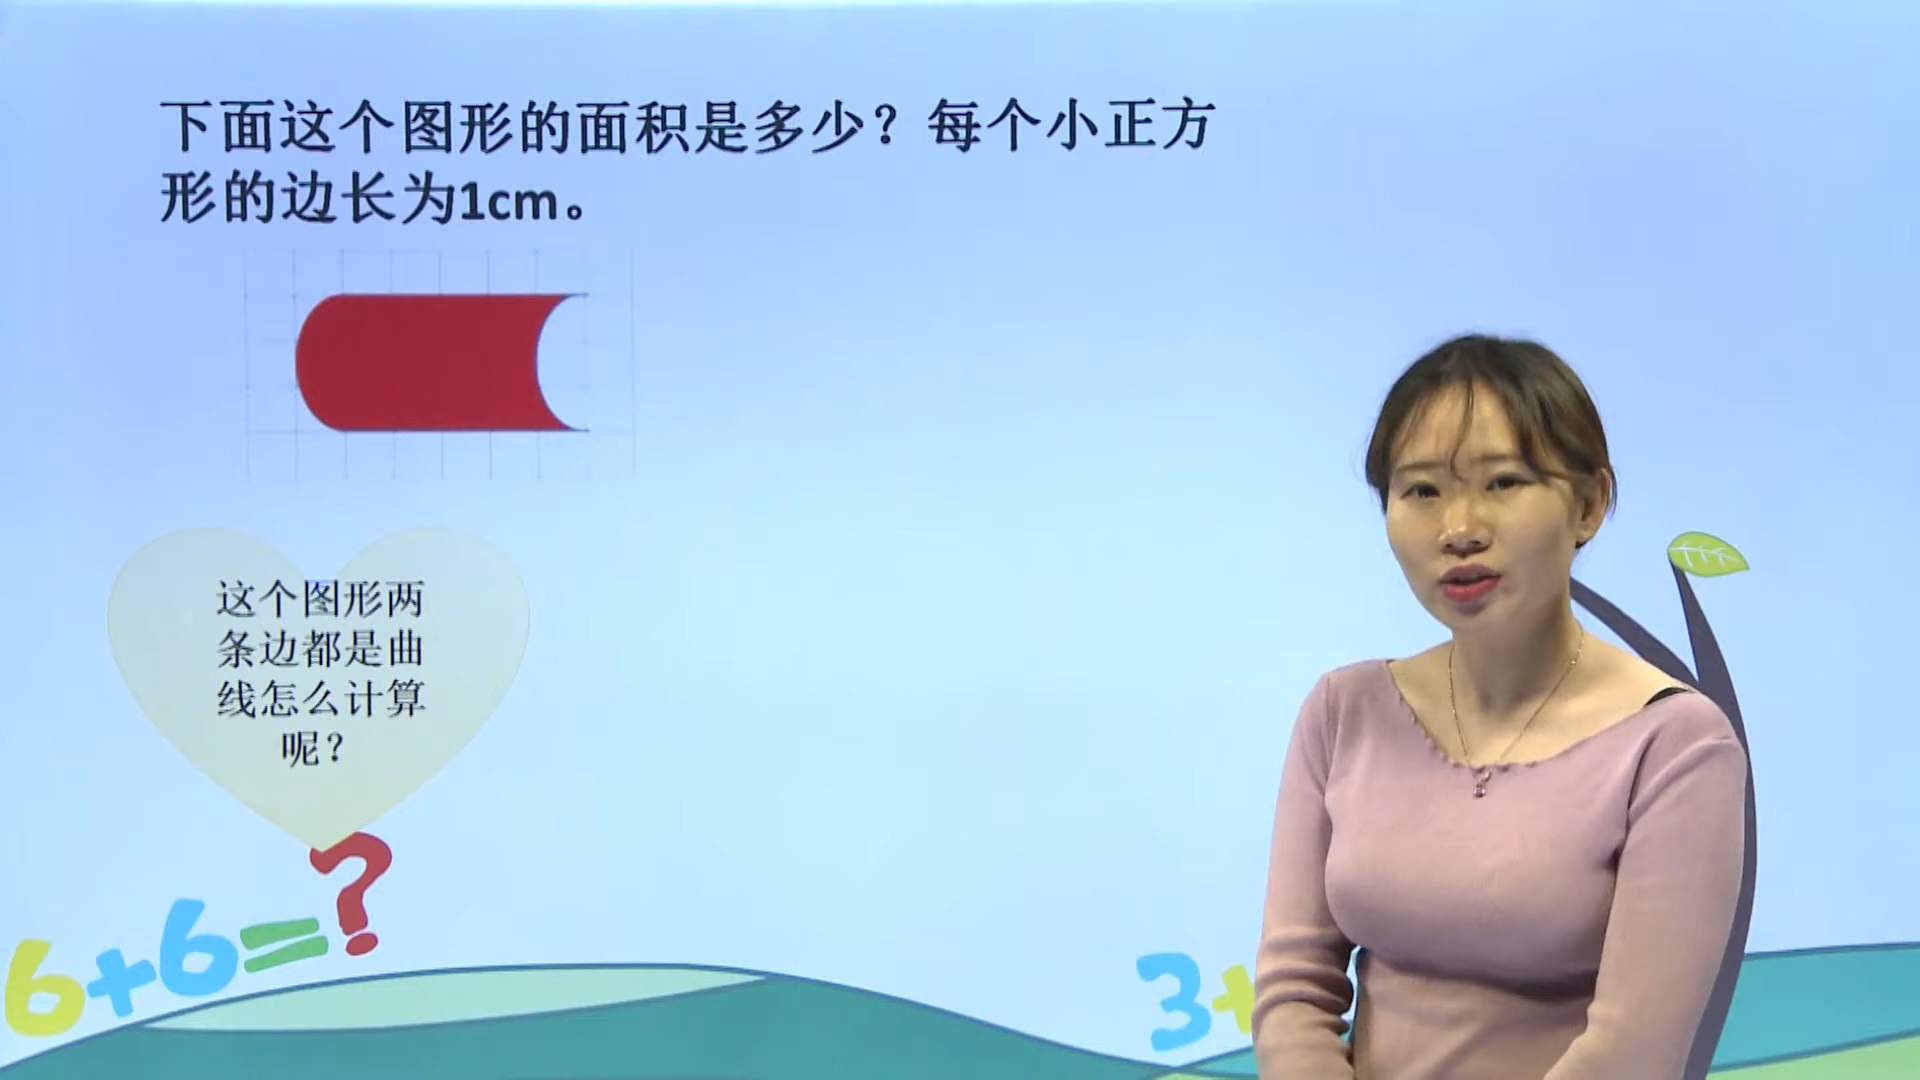 下面这个图形的面积是多少？每个小正方
形的边长为1cm。
这个图形两
条边都是曲
线怎么计算
呢？
6+6=?
3+